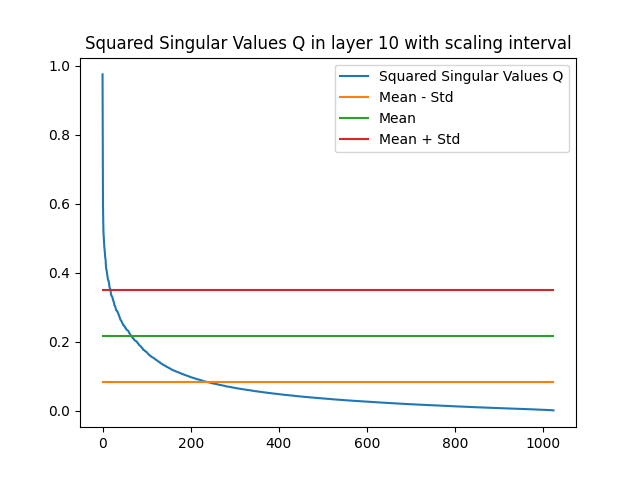 Squared Singular Values Q in layer 10 with scaling interval
1.0
0.8
0.6
0.4
0.2
0.0
Squared Singular Values Q
Mean - Std
Mean
Mean + Std
0 200 400 600 800 1000